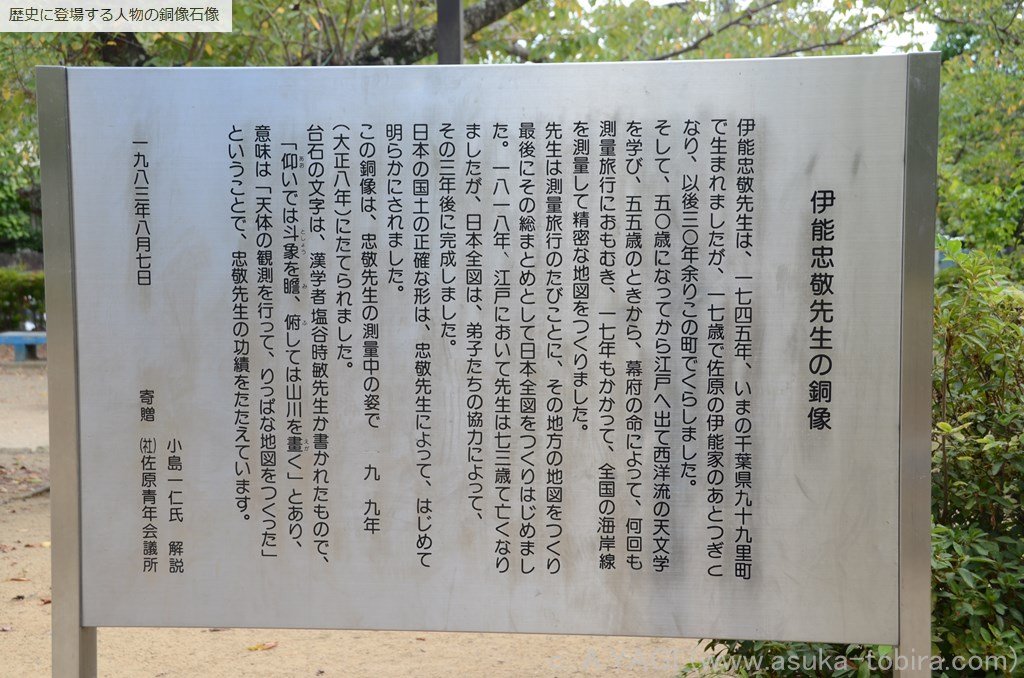 歴史に登場する人物の銅像石像
伊能忠敬先生の銅像
伊能忠敬先生は、一七四五年、いまの千葉県九十九里町
で生まれましたが、一七歳で佐原の伊能家のあとつぎと
なり、以後三〇年余りこの町でくらしました。
そして、五〇歳になってから江戸へ出て西洋流の天文学
を学び、五五歳のときから、幕府の命によって、何回も
測量旅行におもむき、一七年もかかって、全国の海岸線
を測量して精密な地図をつくりました。
先生は測量旅行のたびごとに、その地方の地図をつくり
最後にその総まとめとして日本全図をつくりはじめまし
た。一八一八年、江戸において先生は七三歳で亡くなり
ましたが、日本全図は、弟子たちの協力によって、
その三年後に完成しました。
日本の国土の正確な形は、忠敬先生によって、はじめて
明らかにされました。
この銅像は、忠敬先生の測量中の姿で 九 九年
(大正八年)にたてられました。
台石の文字は、漢学者塩谷時敏先生が書かれたもので、
「仰いでは斗象を瞻、俯しては山川を畫く」とあり、
意味は「天体の観測を行って、りっぱな地図をつくった」
ということで、忠敬先生の功績をたたえています。
小島一仁氏 解説
一九八三年八月七日 寄贈 ㈳佐原青年会議所
(www.asuka-tobira.com)